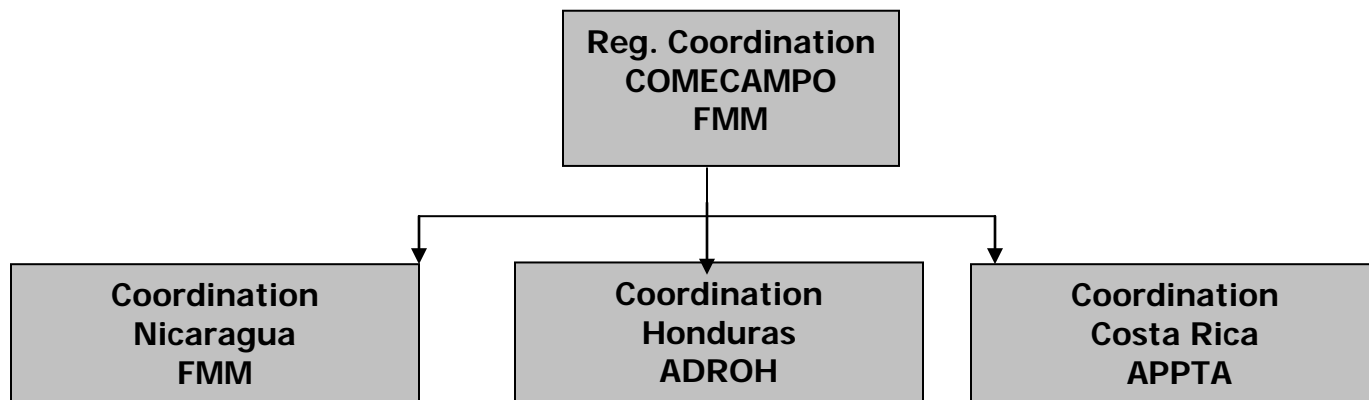 Reg. Coordination
COMECAMPO
FMM
Coordination
Nicaragua
FMM
Coordination
Honduras
ADROH
Coordination
Costa Rica
APPTA